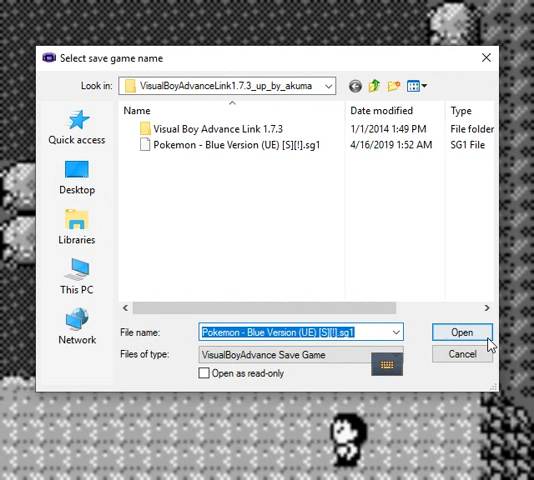 Select save game name
Look in: VisualBoyAdvanceLink1.7.3_up_by_akuma
Name Date modified Type
Visual Boy Advance Link 1.7.3 1/1/2014 1:49 PM File folder
Pokemon - Blue Version (UE) [S][!].sg1 4/16/2019 1:52 AM SG1 File
Quick access
Desktop
Libraries
This PC
Network
File name: Pokemon - Blue Version (UE) [S][!].sg1 Open
Files of type: VisualBoyAdvance Save Game Cancel
Open as read-only